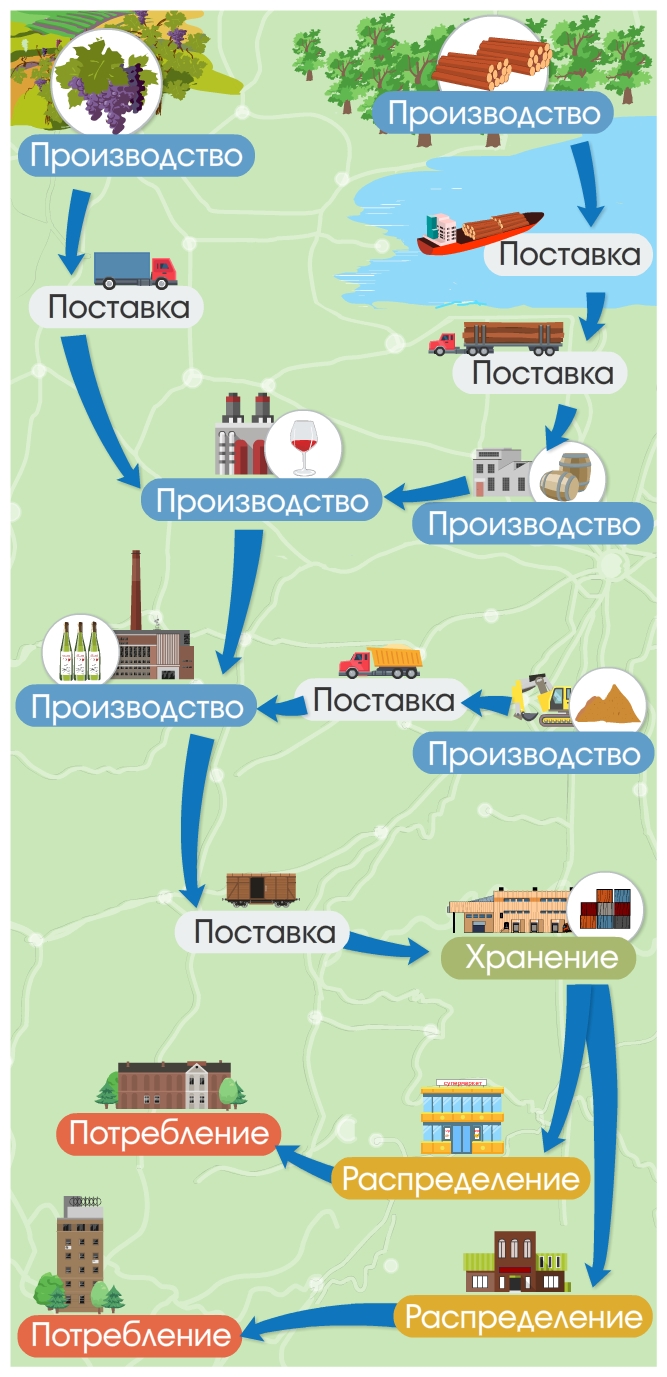 Производство
Производство
Поставка
Поставка
Поставка
Производство
Производство
Производство
Поставка
Производство
Поставка
Хранение
супермаркет
Потребление
Распределение
Распределение
Потребление